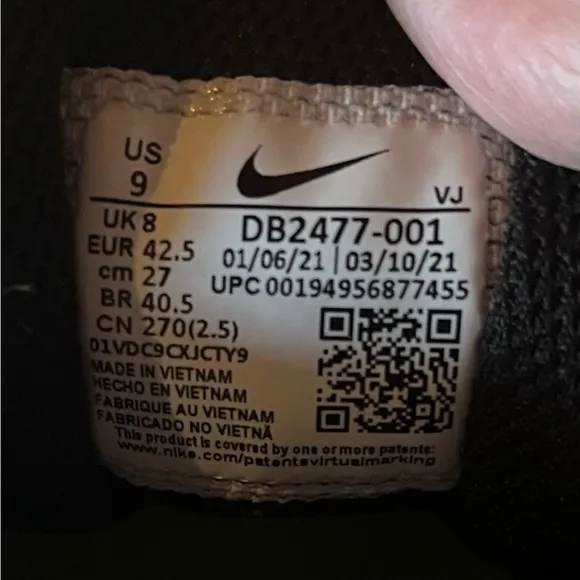 US
9
VJ
UK 8
EUR 42.5
cm 27
BR 40.5
CN 270(2.5)
DB2477-001
01/06/21 | 03/10/21
UPC 00194956877455
01VDC9CXJCTY9
MADE IN VIETNAM
HECHO EN VIETNAM
FABRIQUE AU VIETNAM
FABRICADO NO VIETNÃ
This product is covered by one or more patents:
www.nike.com/patentsvirtualmarking